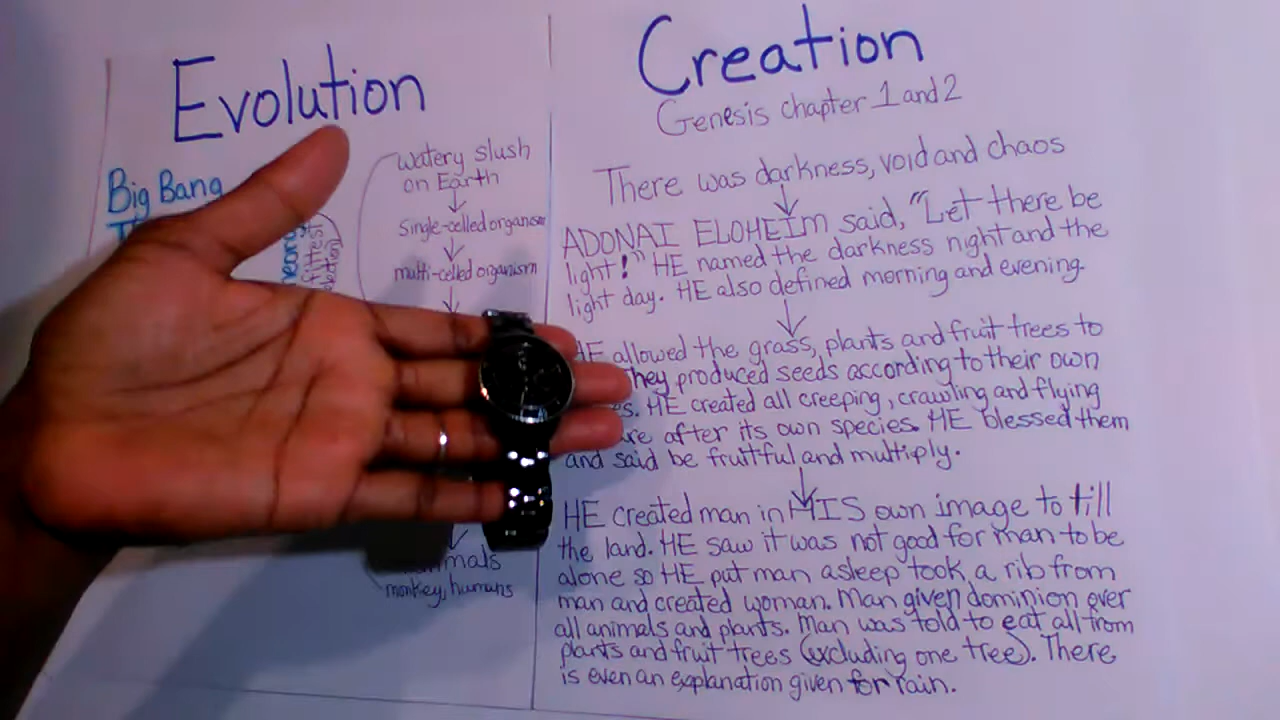 Evolution
Big Bang
watery slush
on Earth
Single-celled organism
multi-celled organism
monkey, humans
Creation
Genesis chapter 1 and 2
There was darkness, void and chaos
ADONAI ELOHEIM said, "Let there be
light!" HE named the darkness night and the
light day. HE also defined morning and evening.
HE allowed the grass, plants and fruit trees to
they produced seeds according to their own
HE created all creeping, crawling and flying
after its own species. HE blessed them
and said be fruitful and multiply.
HE created man in HIS own image to till
the land. HE saw it was not good for man to be
alone so HE put man asleep took a rib from
man and created woman. Man given dominion over
all animals and plants. Man was told to eat all from
plants and fruit trees (excluding one tree). There
is even an explanation given for rain.